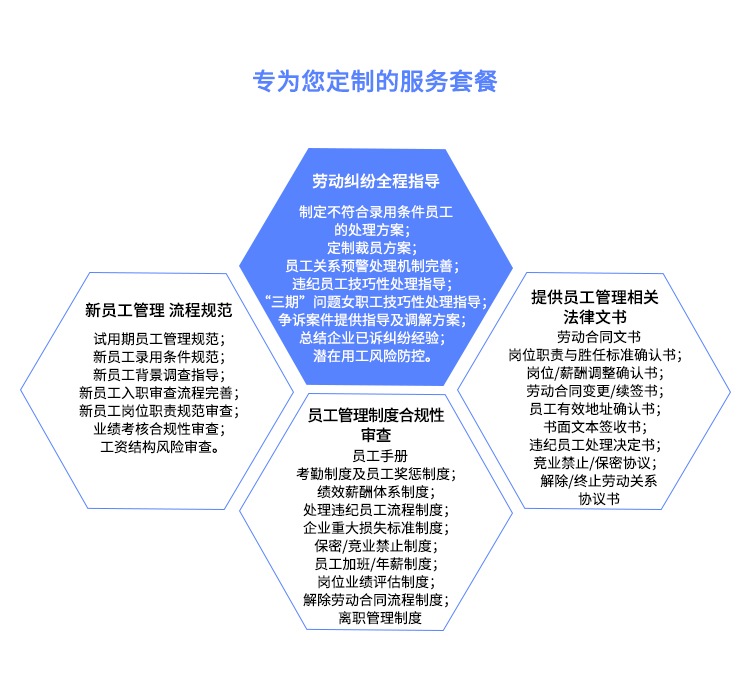 专为您定制的服务套餐
劳动纠纷全程指导
制定不符合录用条件员工
的处理方案；
定制裁员方案；
员工关系预警处理机制完善；
违纪员工技巧性处理指导；
“三期”问题女职工技巧性处理指导；
争诉案件提供指导及调解方案；
总结企业已诉纠纷经验；
潜在用工风险防控。
新员工管理 流程规范
试用期员工管理规范；
新员工录用条件规范；
新员工背景调查指导；
新员工入职审查流程完善；
新员工岗位职责规范审查；
业绩考核合规性审查；
工资结构风险审查。
提供员工管理相关
法律文书
劳动合同文书
岗位职责与胜任标准确认书；
岗位/薪酬调整确认书；
劳动合同变更/续签书；
员工有效地址确认书；
书面文本签收书；
违纪员工处理决定书；
竞业禁止/保密协议；
解除/终止劳动关系
协议书
员工管理制度合规性
审查
员工手册
考勤制度及员工奖惩制度；
绩效薪酬体系制度；
处理违纪员工流程制度；
企业重大损失标准制度；
保密/竞业禁止制度；
员工加班/年薪制度；
岗位业绩评估制度；
解除劳动合同流程制度；
离职管理制度